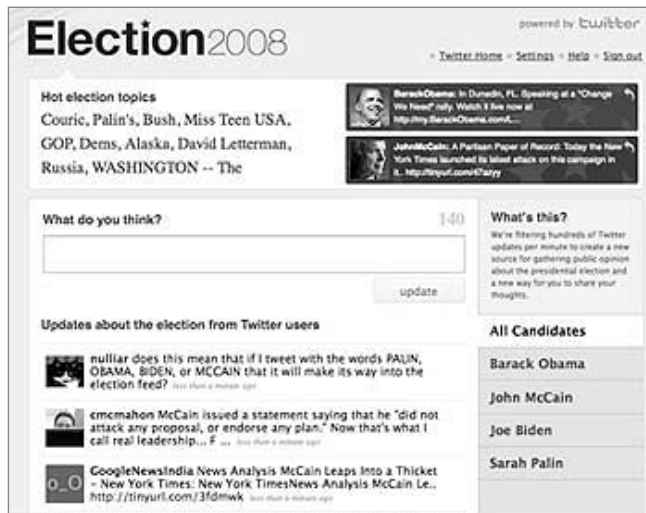 Election2008
powered by twitter
Twitter Home Settings Help Sign out
Hot election topics
Couric, Palin's, Bush, Miss Teen USA,
GOP, Dems, Alaska, David Letterman,
Russia, WASHINGTON -- The
BarackObama: In Dunedin, FL. Speaking at a "Change
We Need" rally. Watch it live now at
http://my.BarackObama.com/L...
JohnMcCain: A Partisan Paper of Record: Today the New
York Times launched its latest attack on this campaign in
it.. http://tinyurl.com/47azyy
What do you think?
140
update
Updates about the election from Twitter users
nulliar does this mean that if I tweet with the words PALIN,
OBAMA, BIDEN, or MCCAIN that it will make its way into the
election feed? less than a minute ago
cmcmahon McCain issued a statement saying that he "did not
attack any proposal, or endorse any plan." Now that's what I
call real leadership... F ... less than a minute ago
o_O
GoogleNewsIndia News Analysis McCain Leaps Into a Thicket
- New York Times: New York TimesNews Analysis McCain Le..
http://tinyurl.com/3fdmwk less than a minute ago
What's this?
We're filtering hundreds of Twitter
updates per minute to create a new
source for gathering public opinion
about the presidential election and
a new way for you to share your
thoughts.
All Candidates
Barack Obama
John McCain
Joe Biden
Sarah Palin